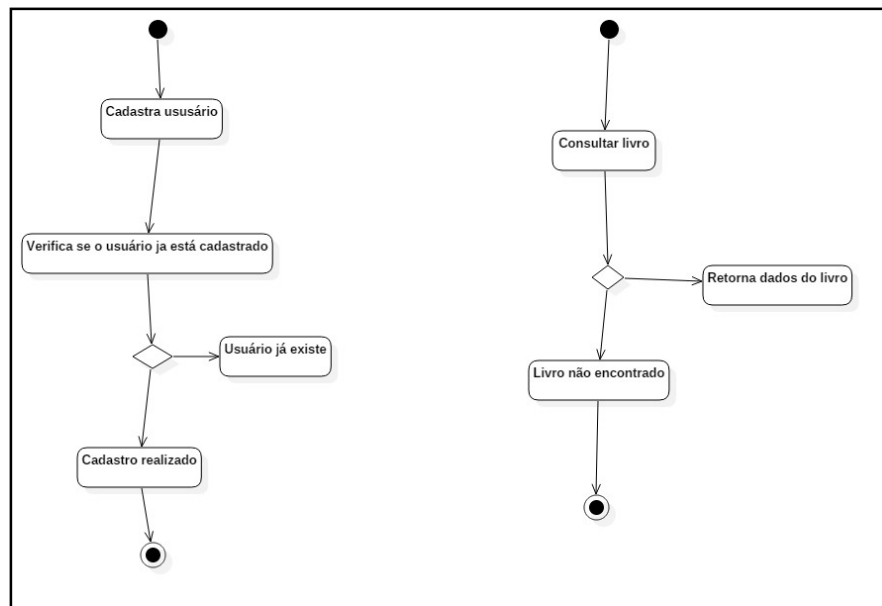 Cadastra ususário
Verifica se o usuário ja está cadastrado
Usuário já existe
Cadastro realizado
Consultar livro
Retorna dados do livro
Livro não encontrado